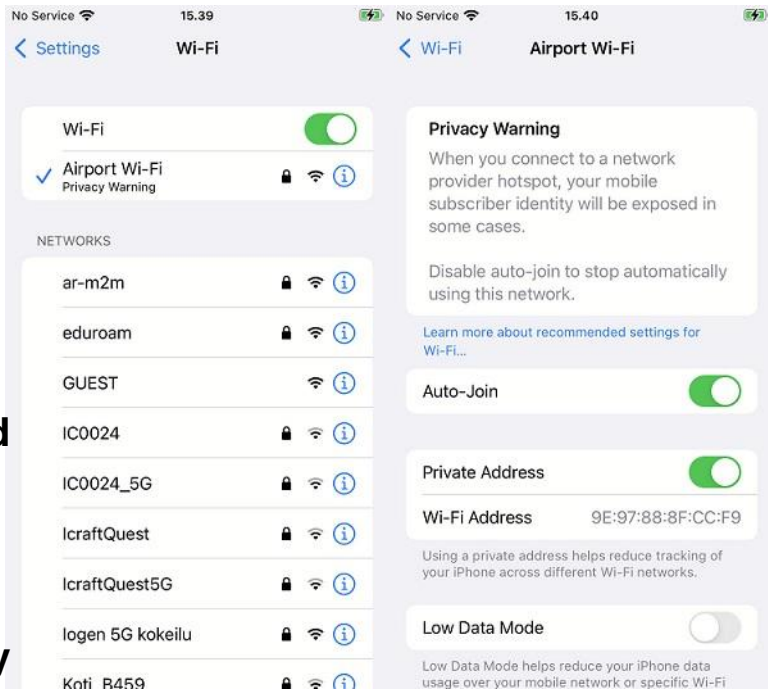 No Service 15.39
Settings Wi-Fi
Wi-Fi
Airport Wi-Fi
Privacy Warning
NETWORKS
ar-m2m
eduroam
GUEST
IC0024
IC0024_5G
IcraftQuest
IcraftQuest5G
logen 5G kokeilu
Koti_B459
No Service 15.40
Wi-Fi Airport Wi-Fi
Privacy Warning
When you connect to a network
provider hotspot, your mobile
subscriber identity will be exposed in
some cases.
Disable auto-join to stop automatically
using this network.
Learn more about recommended settings for
Wi-Fi...
Auto-Join
Private Address
Wi-Fi Address 9E:97:88:8F:CC:F9
Using a private address helps reduce tracking of
your iPhone across different Wi-Fi networks.
Low Data Mode
Low Data Mode helps reduce your iPhone data
usage over your mobile network or specific Wi-Fi